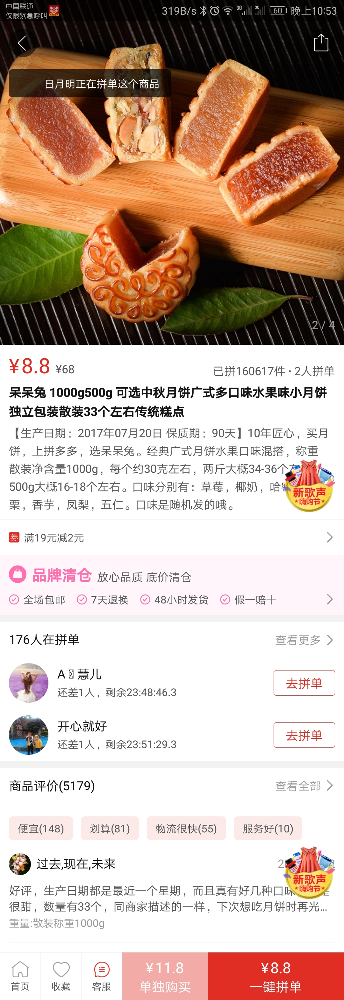 中国联通
仅限紧急呼叫
319B/s 3G 60 晚上10:53
日月明正在拼单这个商品
2 / 4
¥8.8 ¥68
已拼160617件 · 2人拼单
呆呆兔 1000g500g 可选中秋月饼广式多口味水果味小月饼
独立包装散装33个左右传统糕点
【生产日期：2017年07月20日 保质期：90天】10年匠心，买月
饼，上拼多多，选呆呆兔。经典广式月饼水果口味混搭，称重
散装净含量1000g，每个约30克左右，两斤大概34-36个
500g大概16-18个左右。口味分别有：草莓，椰奶，哈
栗，香芋，凤梨，五仁。口味是随机发的哦。
新歌声
嗨购节
券 满19元减2元
品牌清仓 放心品质 底价清仓
全场包邮 7天退换 48小时发货 假一赔十
176人在拼单 查看更多
A 慧儿
还差1人，剩余23:48:46.3
去拼单
开心就好
还差1人，剩余23:51:29.3
去拼单
商品评价(5179) 查看全部
便宜(148) 划算(81) 物流很快(55) 服务好(10)
过去,现在,未来
新歌声
嗨购节
好评，生产日期都是最近一个星期，而且真有好几种口味
很甜，数量有33个，同商家描述的一样，下次想吃月饼时再光...
重量:散装称重1000g
首页 收藏 客服
¥11.8
单独购买
¥8.8
一键拼单